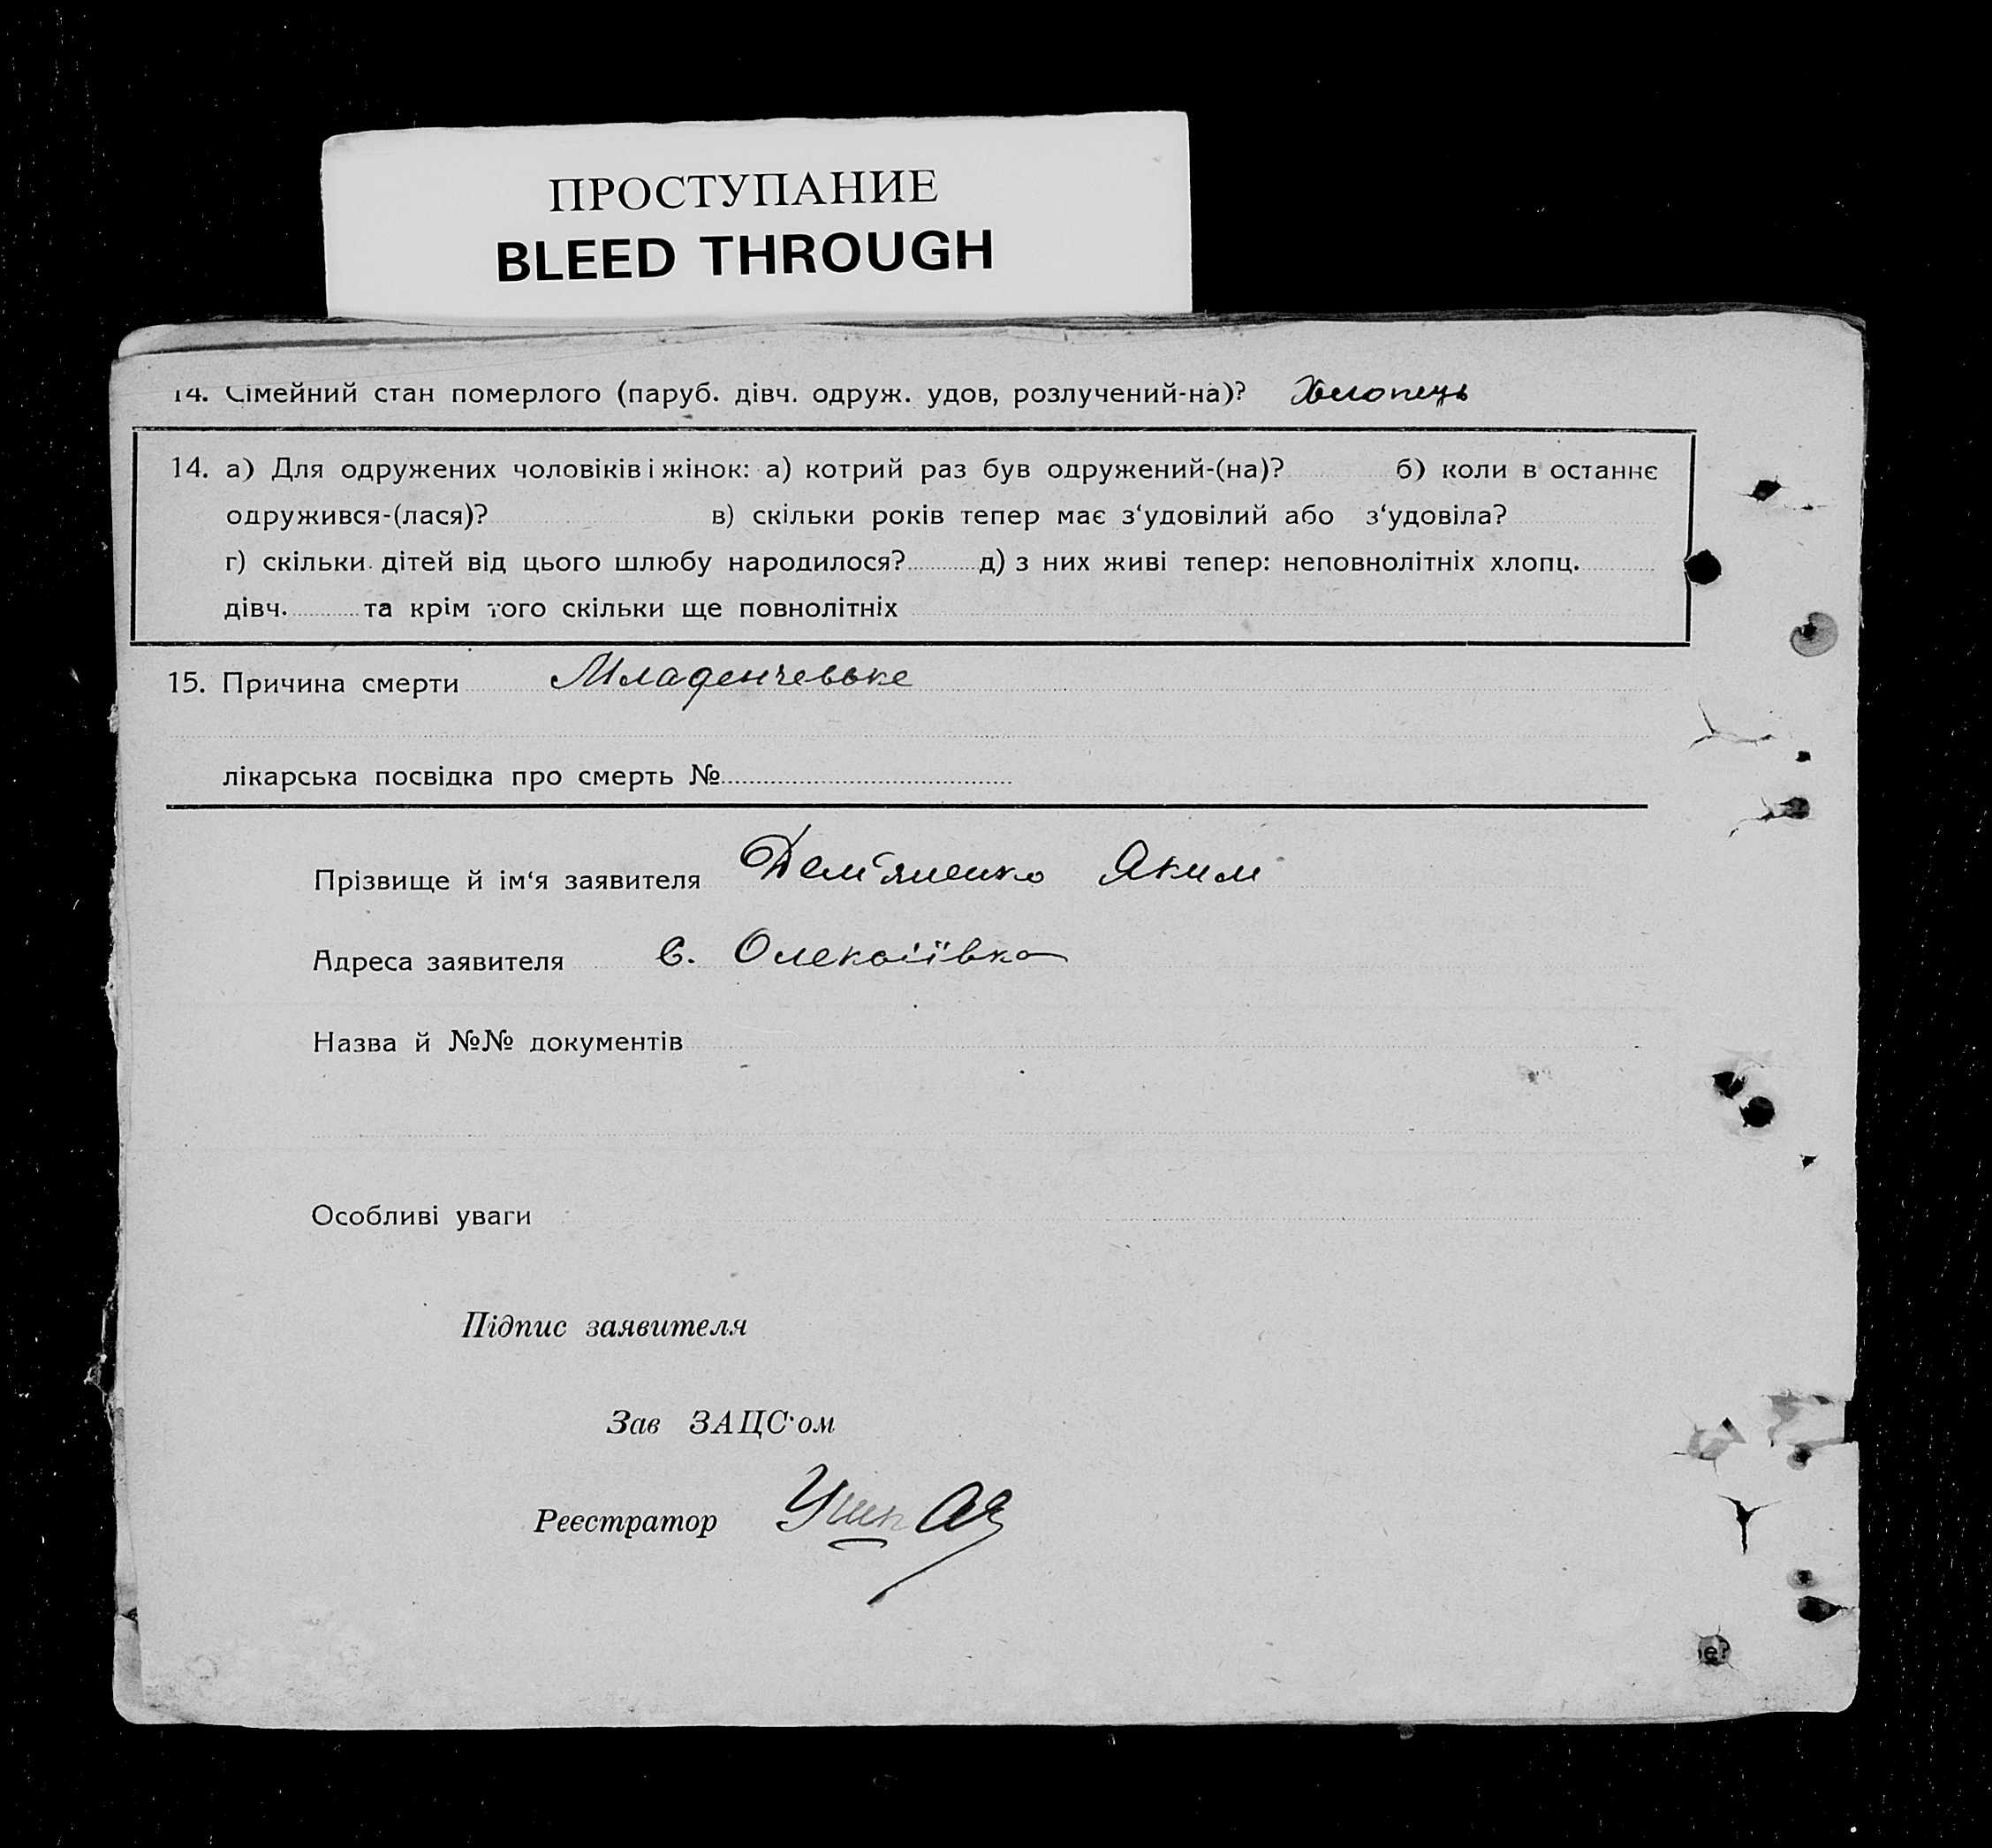 ПРОСТУПАНИЕ
BLEED THROUGH
14. Сімейний стан померлого (паруб. дівч. одруж. удов, розлучений-на)? Хлопець
14. а) Для одружених чоловіків і жінок: а) котрий раз був одружений-(на)? б) коли в останнє
одружився-(лася)? в) скільки років тепер має з‘удовілий або з‘удовіла?
г) скільки дітей від цього шлюбу народилося? д) з них живі тепер: неповнолітніх хлопц.
дівч. та крім того скільки ще повнолітніх
15. Причина смерти Младенчевske
лікарська посвідка про смерть №
Прізвище й ім‘я заявителя Дем'яненко Яким
Адреса заявителя с. Олексіївка
Назва й №№ документів
Особливі уваги
Підпис заявителя
Зав ЗАЦС'ом
Реєстратор
е?